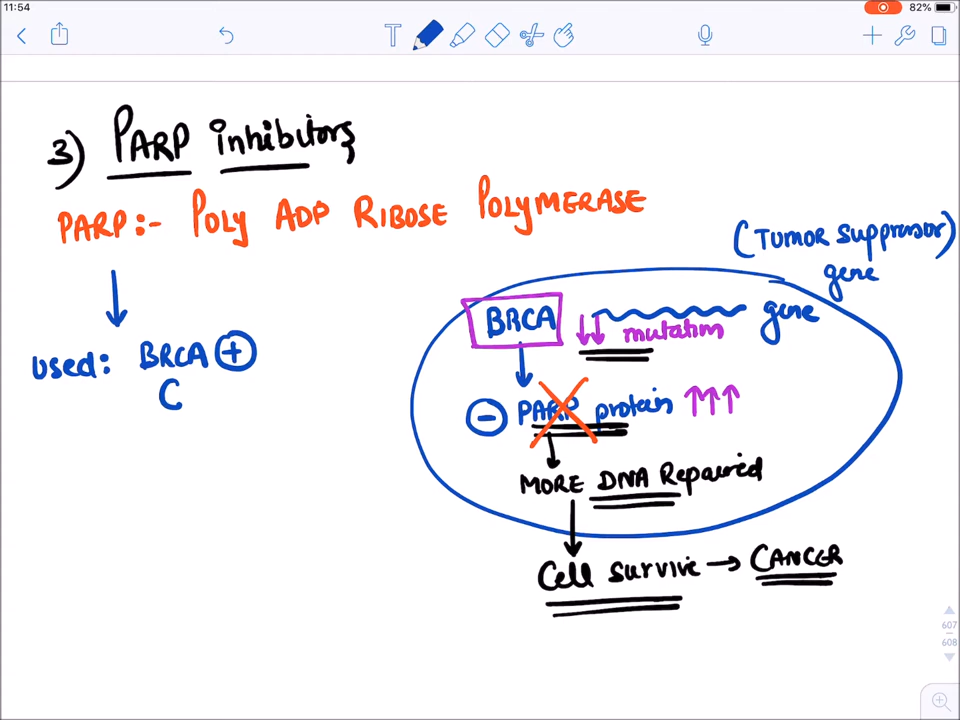 11:54
82%
T
3) PARP inhibitors
PARP:- POLY ADP RIBOSE POLYMERASE
(TUMOR suppressor)
gene
BRCA gene
↓↓ mutation
used: BRCA +
C
- PARP protein ↑↑↑
MORE DNA Repaired
Cell survive → CANCER
607
608